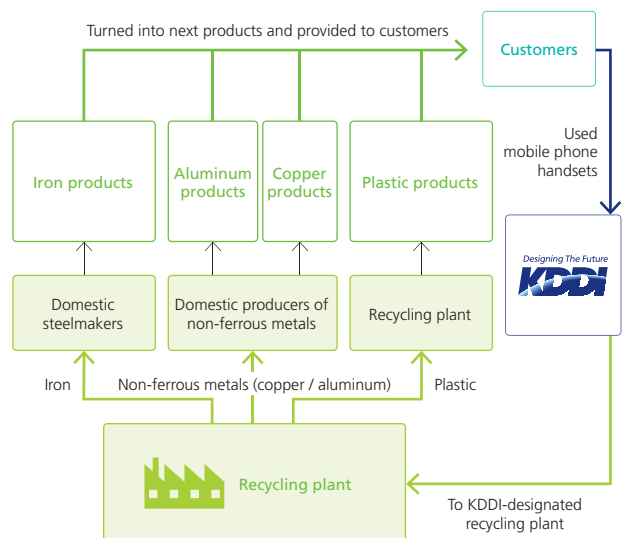 Turned into next products and provided to customers
Customers
Used
mobile phone
handsets
Iron products
Aluminum
products
Copper
products
Plastic products
Designing The Future
KDDI
Domestic
steelmakers
Domestic producers of
non-ferrous metals
Recycling plant
Iron
Non-ferrous metals (copper / aluminum)
Plastic
Recycling plant
To KDDI-designated
recycling plant